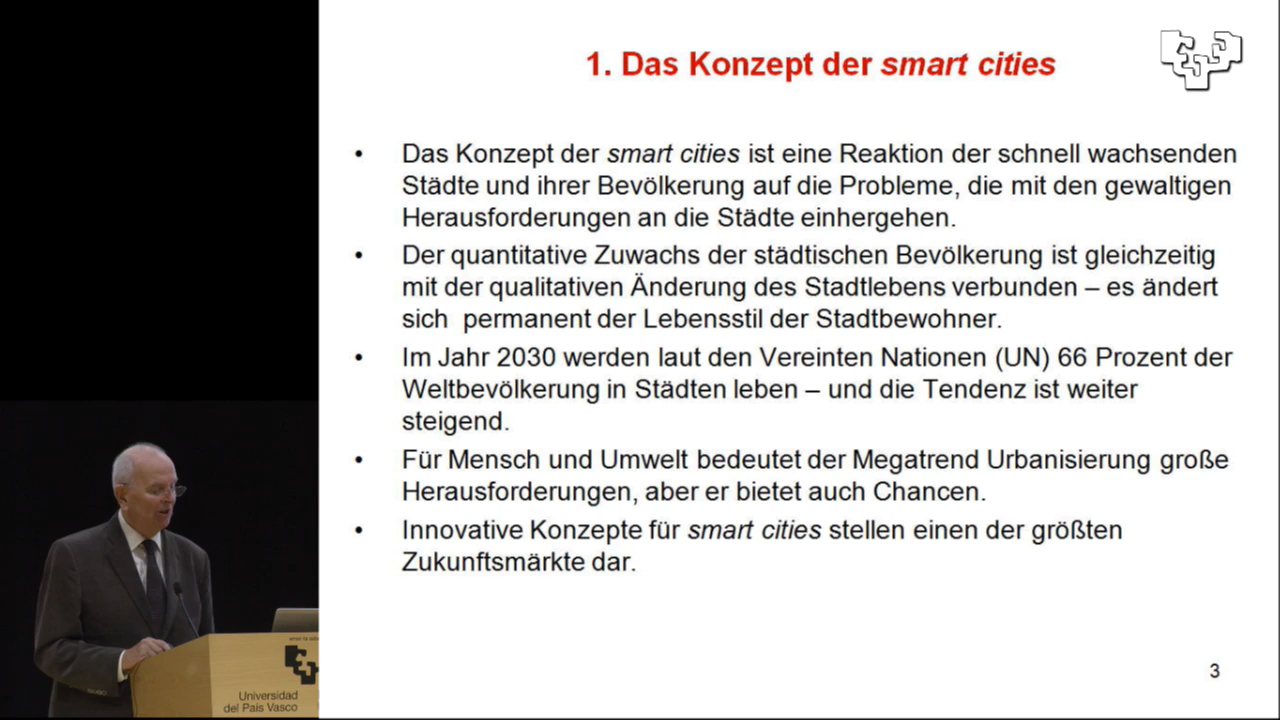 1. Das Konzept der smart cities
• Das Konzept der smart cities ist eine Reaktion der schnell wachsenden
Städte und ihrer Bevölkerung auf die Probleme, die mit den gewaltigen
Herausforderungen an die Städte einhergehen.
• Der quantitative Zuwachs der städtischen Bevölkerung ist gleichzeitig
mit der qualitativen Änderung des Stadtlebens verbunden – es ändert
sich permanent der Lebensstil der Stadtbewohner.
• Im Jahr 2030 werden laut den Vereinten Nationen (UN) 66 Prozent der
Weltbevölkerung in Städten leben – und die Tendenz ist weiter
steigend.
• Für Mensch und Umwelt bedeutet der Megatrend Urbanisierung große
Herausforderungen, aber er bietet auch Chancen.
• Innovative Konzepte für smart cities stellen einen der größten
Zukunftsmärkte dar.
3
Universidad
del País Vasco